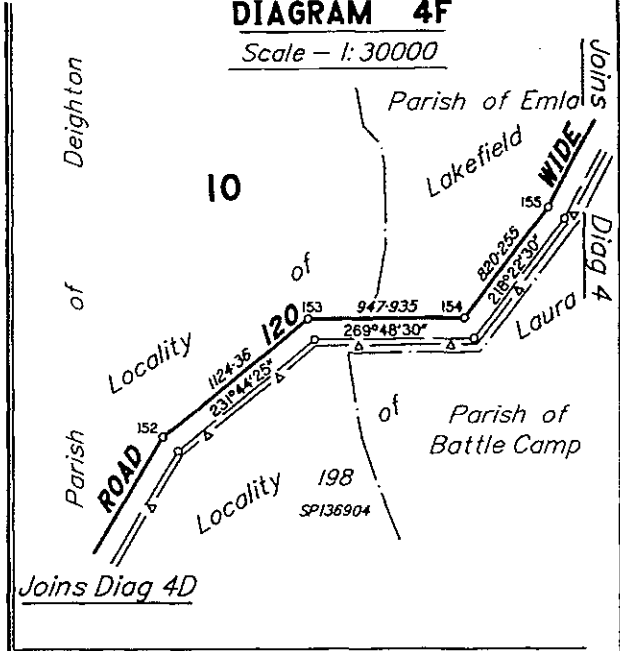 DIAGRAM 4F
Scale - 1:30000
Joins Diag 4
Parish of Deighton
Parish of Emla
10
Locality of Lakefield
WIDE
155
820·255
218°22'30"
153
947·935
154
269°48'30"
120
1124·36
231°44'25"
152
ROAD
Locality of Laura
Parish of
Battle Camp
198
SP136904
Joins Diag 4D